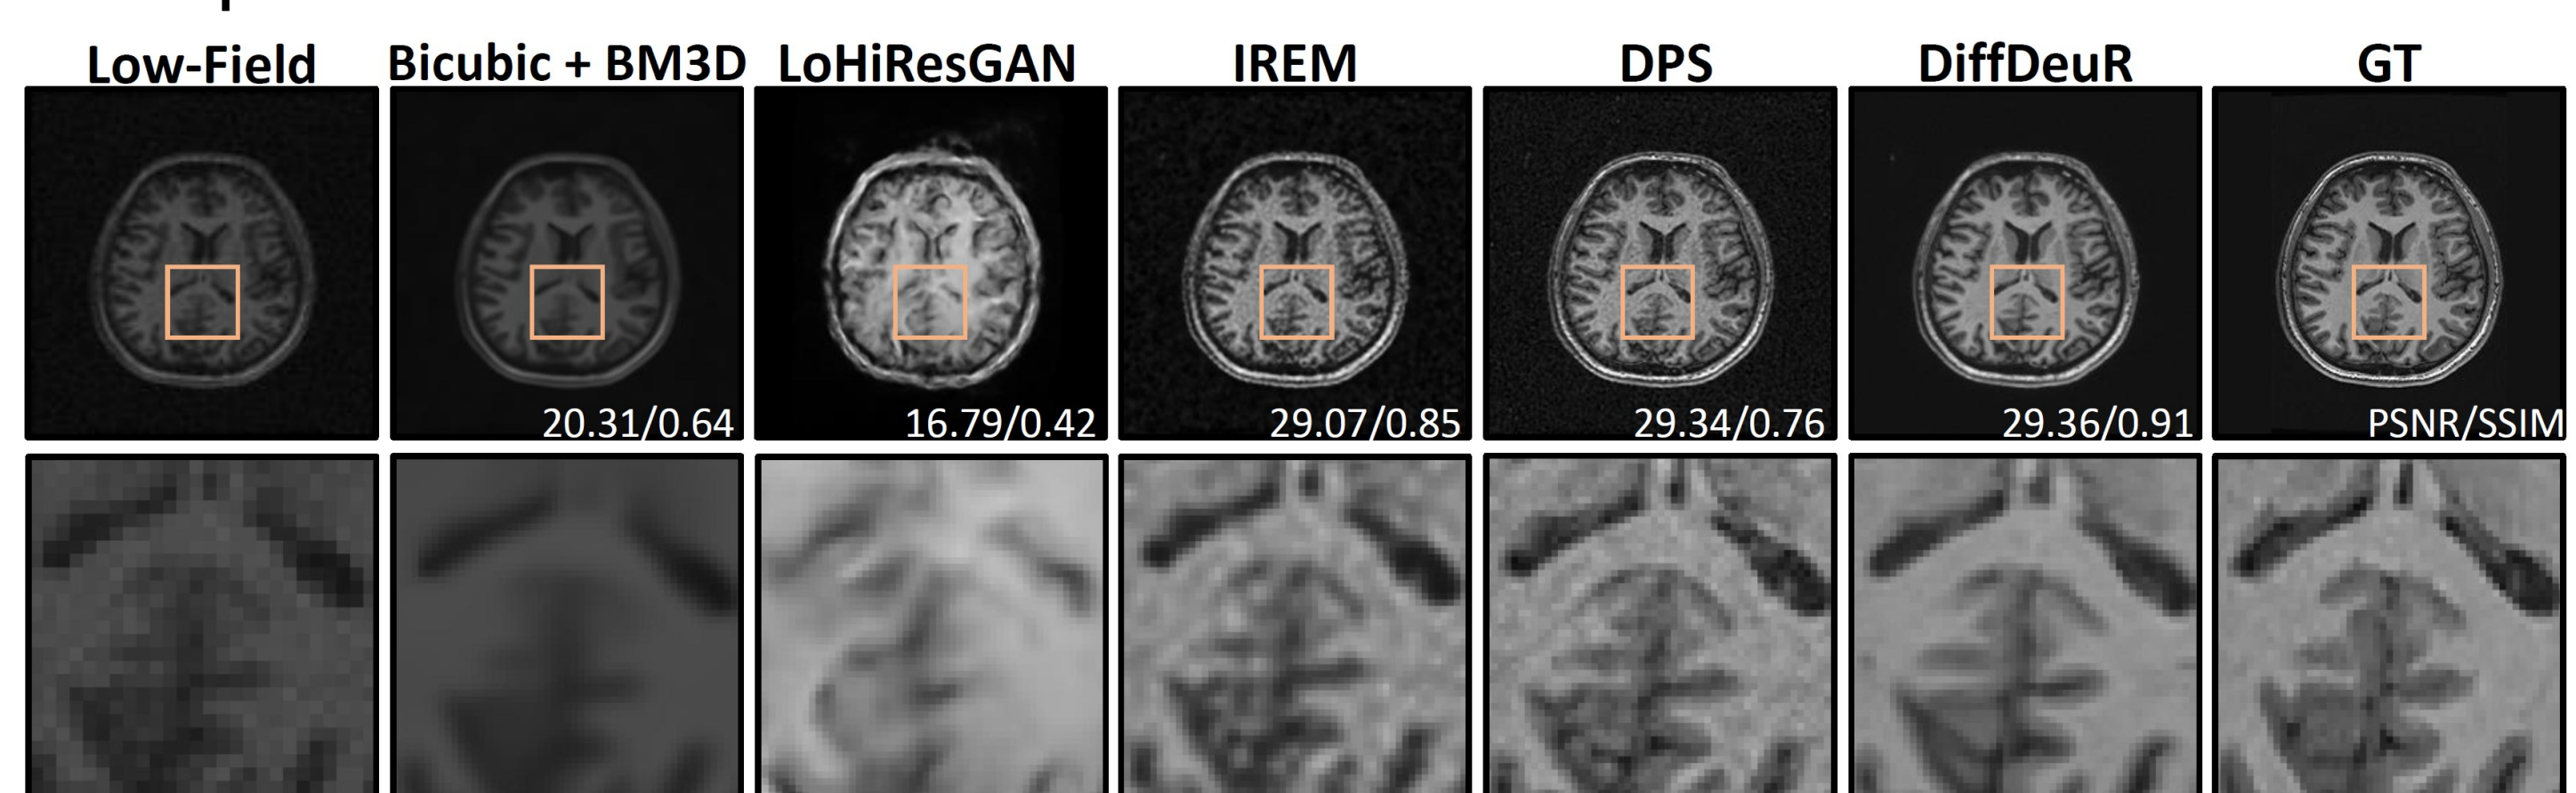 Low-Field Bicubic + BM3D LoHiResGAN IREM DPS DiffDeuR GT
20.31/0.64 16.79/0.42 29.07/0.85 29.34/0.76 29.36/0.91 PSNR/SSIM